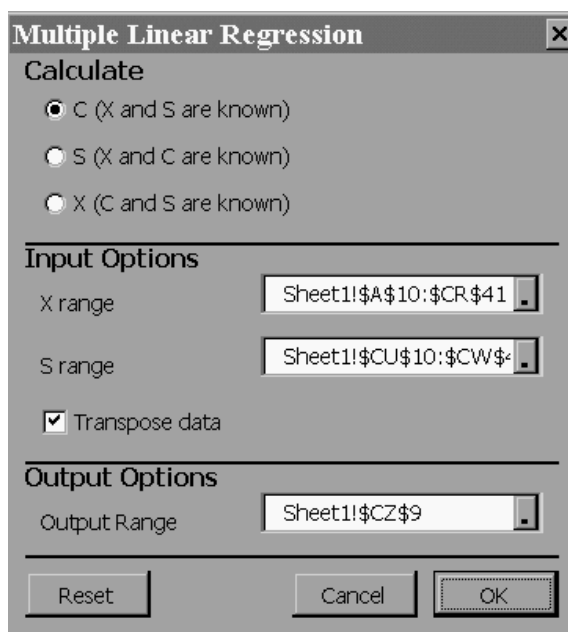 Multiple Linear Regression
Calculate
C (X and S are known)
S (X and C are known)
X (C and S are known)
Input Options
X range Sheet1!$A$10:$CR$41
S range Sheet1!$CU$10:$CW$
Transpose data
Output Options
Output Range Sheet1!$CZ$9
Reset Cancel OK